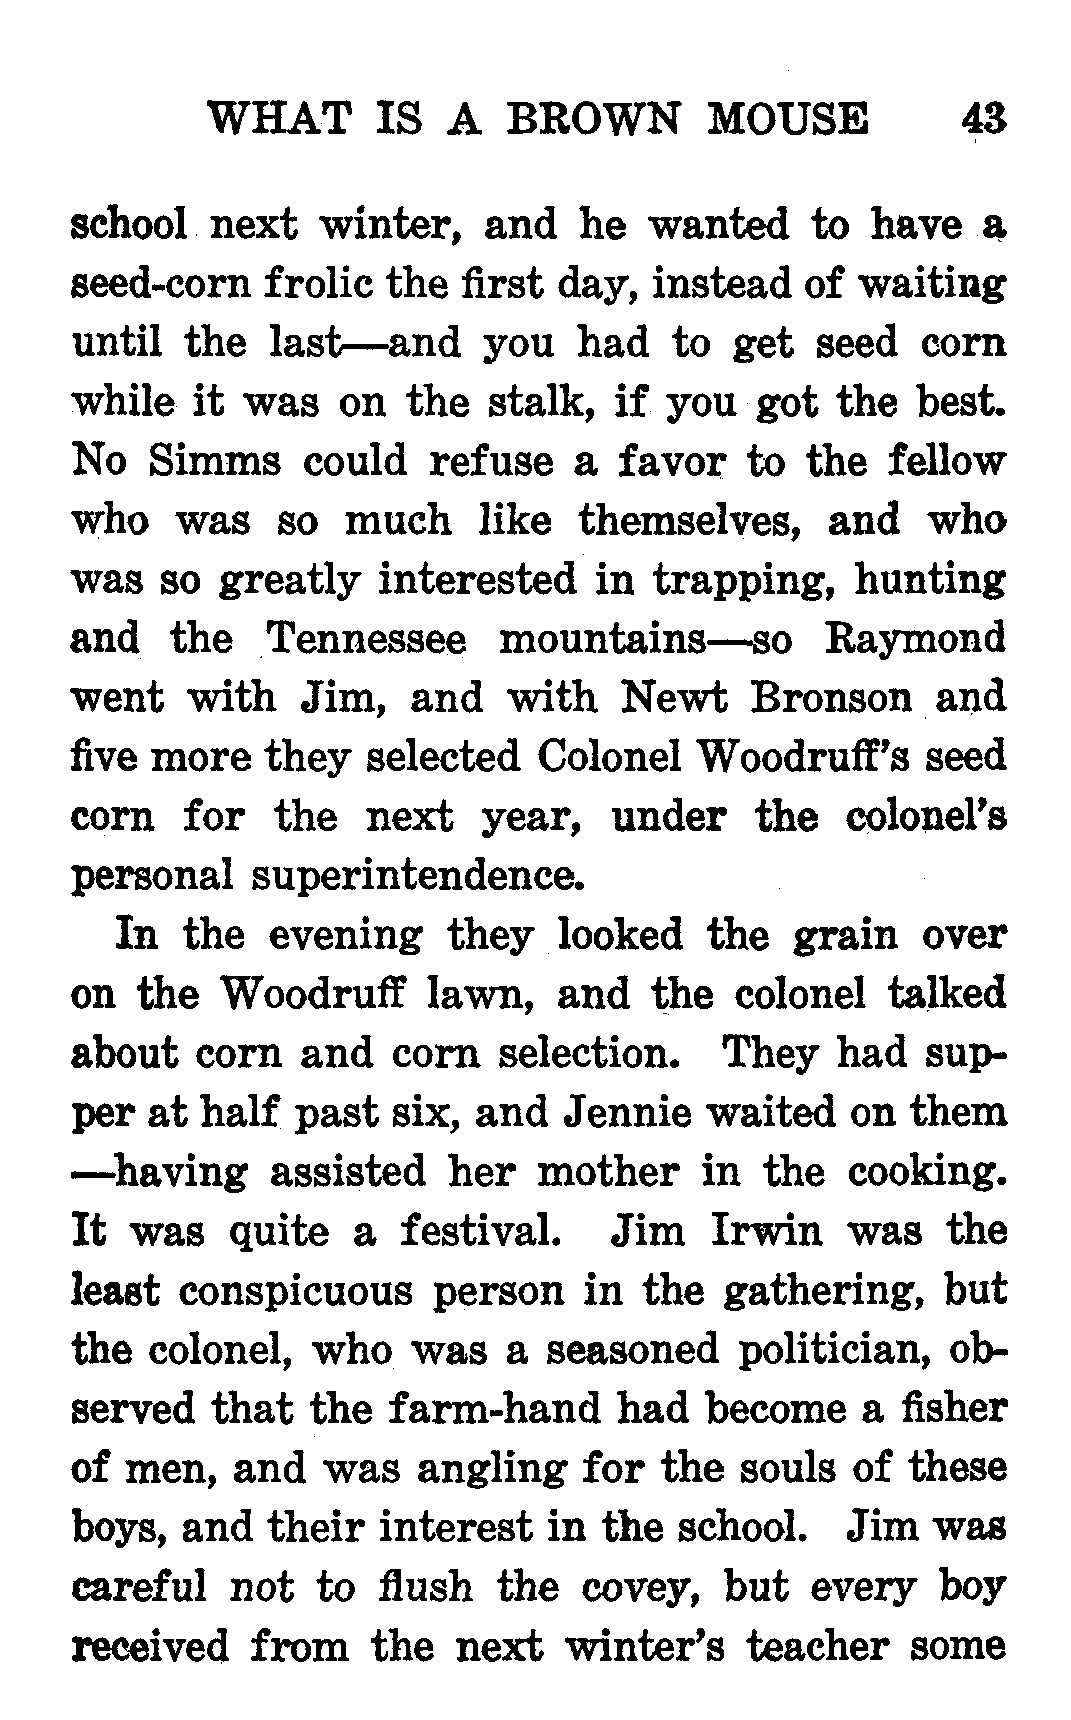 WHAT IS A BROWN MOUSE 43
school next winter, and he wanted to have a
seed-corn frolic the first day, instead of waiting
until the last—and you had to get seed corn
while it was on the stalk, if you got the best.
No Simms could refuse a favor to the fellow
who was so much like themselves, and who
was so greatly interested in trapping, hunting
and the Tennessee mountains—so Raymond
went with Jim, and with Newt Bronson and
five more they selected Colonel Woodruff's seed
corn for the next year, under the colonel's
personal superintendence.
In the evening they looked the grain over
on the Woodruff lawn, and the colonel talked
about corn and corn selection. They had sup-
per at half past six, and Jennie waited on them
—having assisted her mother in the cooking.
It was quite a festival. Jim Irwin was the
least conspicuous person in the gathering, but
the colonel, who was a seasoned politician, ob-
served that the farm-hand had become a fisher
of men, and was angling for the souls of these
boys, and their interest in the school. Jim was
careful not to flush the covey, but every boy
received from the next winter's teacher some